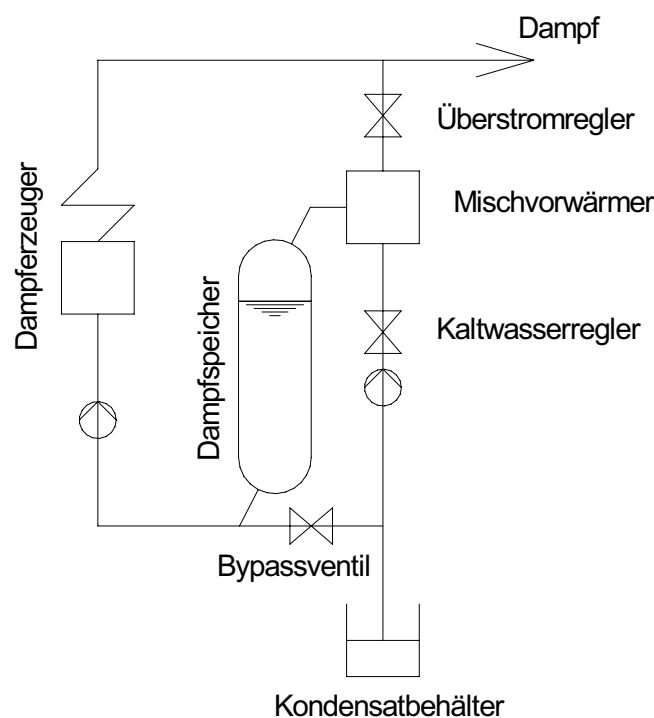 Dampf
Überstromregler
Mischvorwärmer
Dampferzeuger
Dampfspeicher
Kaltwasserregler
Bypassventil
Kondensatbehälter